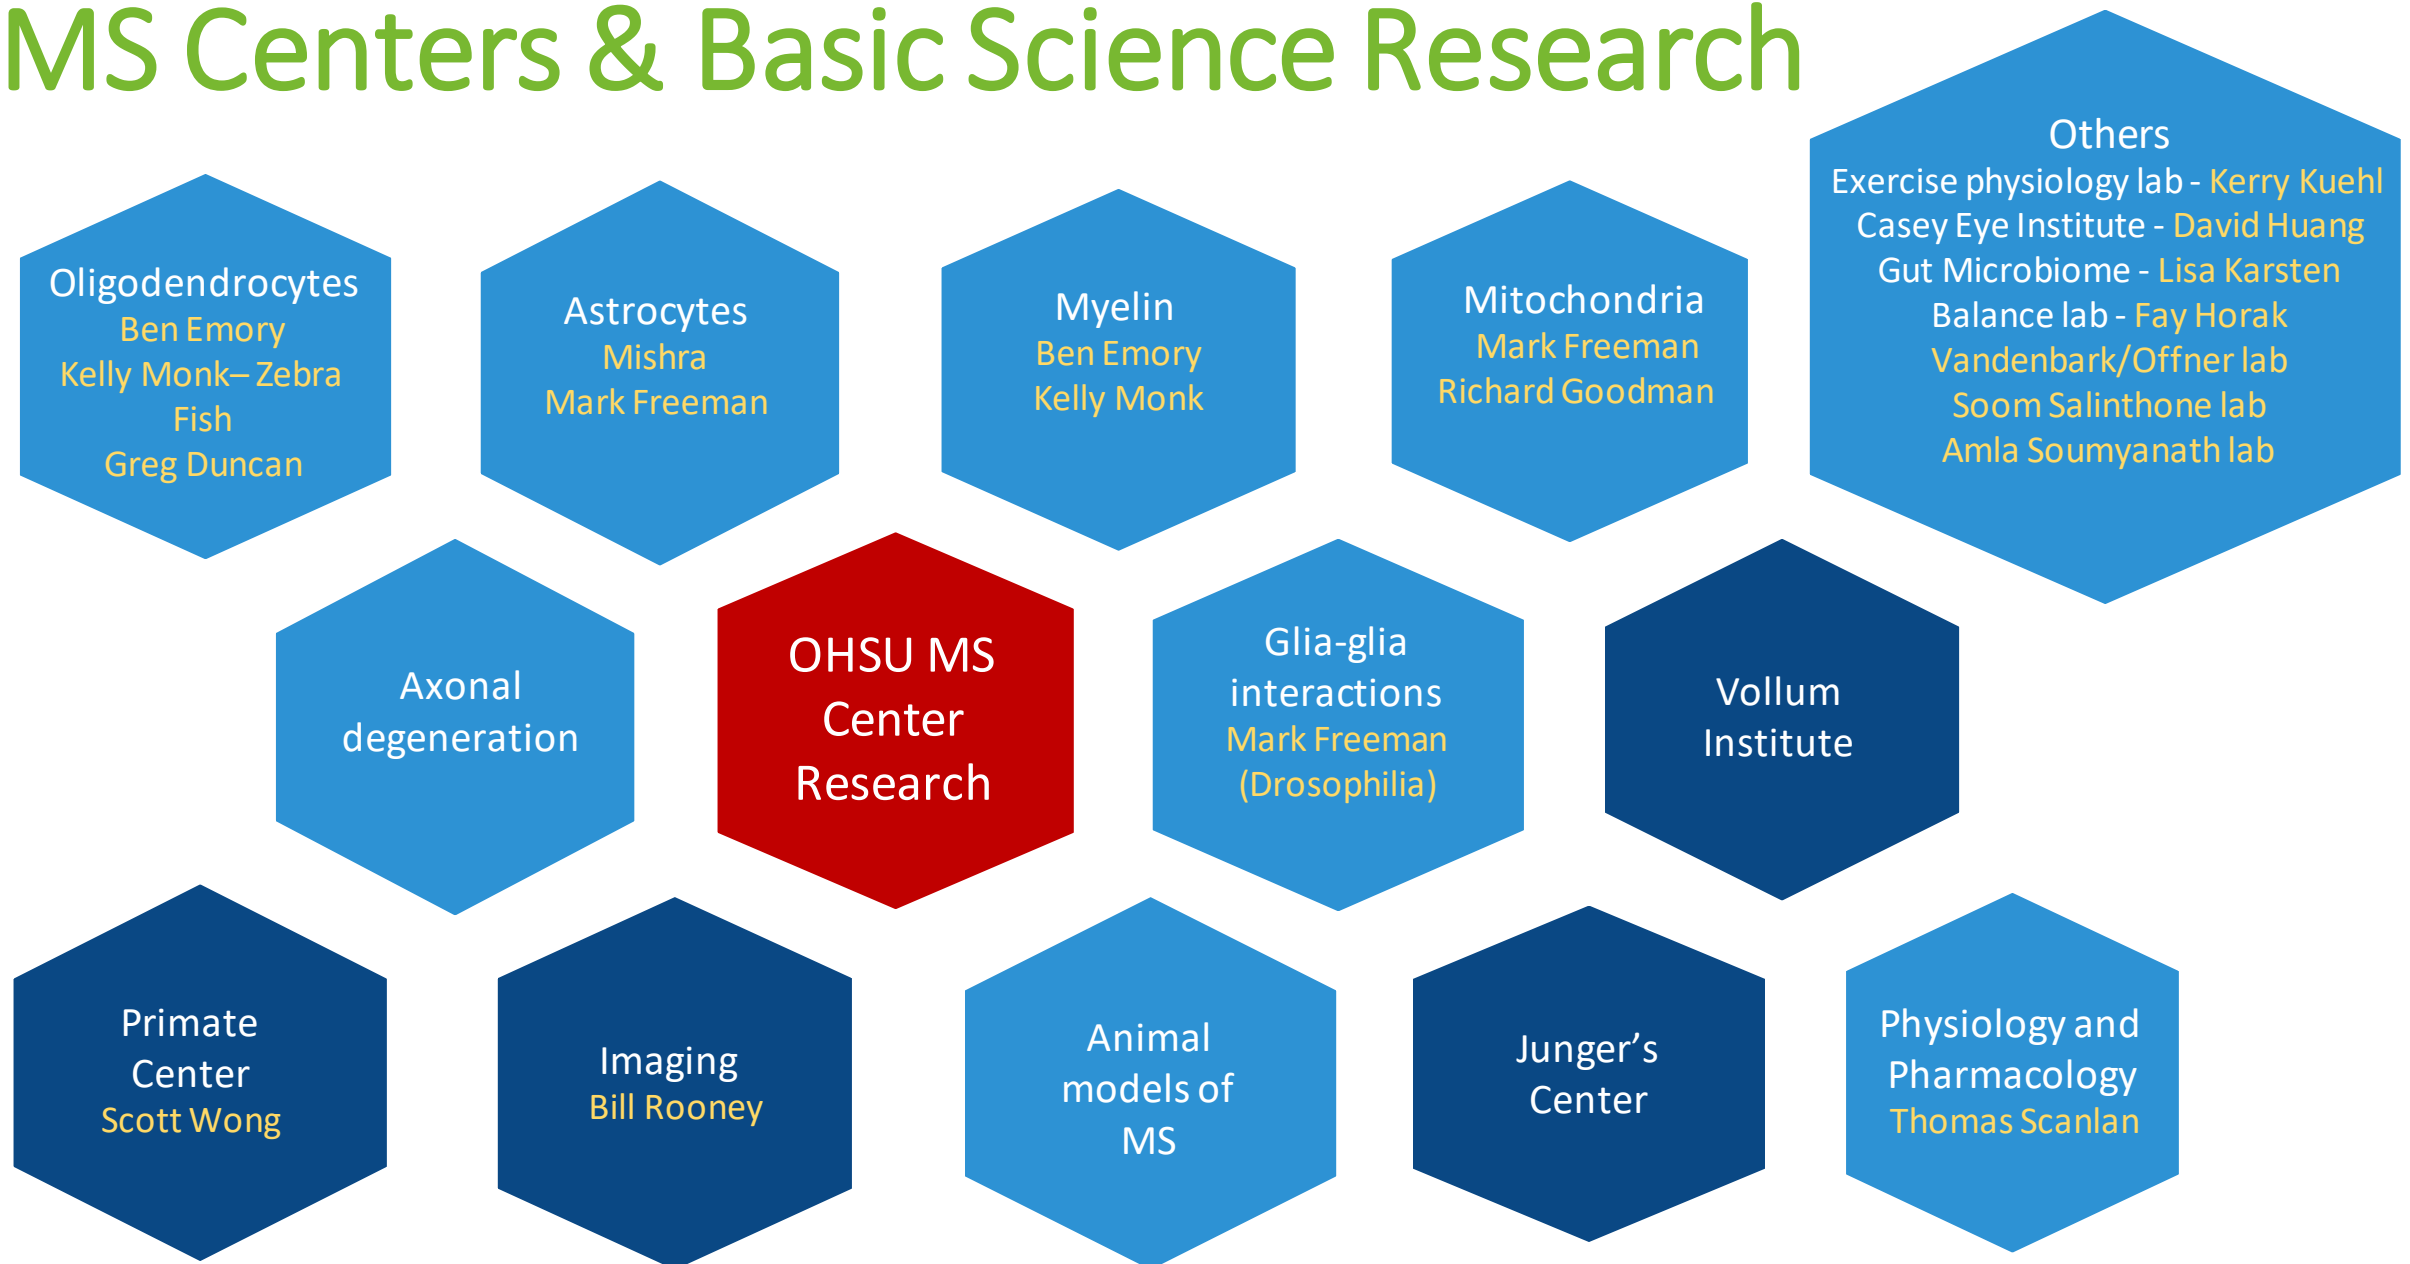 MS Centers & Basic Science Research
Oligodendrocytes
Ben Emory
Kelly Monk– Zebra
Fish
Greg Duncan
Astrocytes
Mishra
Mark Freeman
Myelin
Ben Emory
Kelly Monk
Mitochondria
Mark Freeman
Richard Goodman
Others
Exercise physiology lab - Kerry Kuehl
Casey Eye Institute - David Huang
Gut Microbiome - Lisa Karsten
Balance lab - Fay Horak
Vandenbark/Offner lab
Soom Salinthone lab
Amla Soumyanath lab
Axonal
degeneration
OHSU MS
Center
Research
Glia-glia
interactions
Mark Freeman
(Drosophilia)
Vollum
Institute
Primate
Center
Scott Wong
Imaging
Bill Rooney
Animal
models of
MS
Junger’s
Center
Physiology and
Pharmacology
Thomas Scanlan